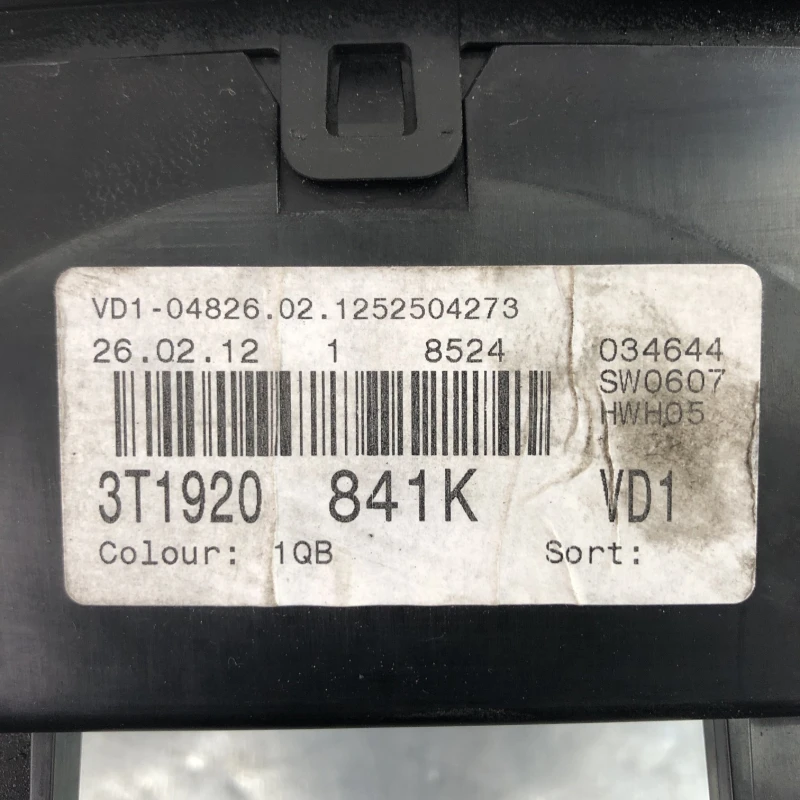 VD1-04826.02.1252504273
26.02.12 1 8524 034644
SW0607
HWH05
3T1920 841K VD1
Colour: 1QB Sort: